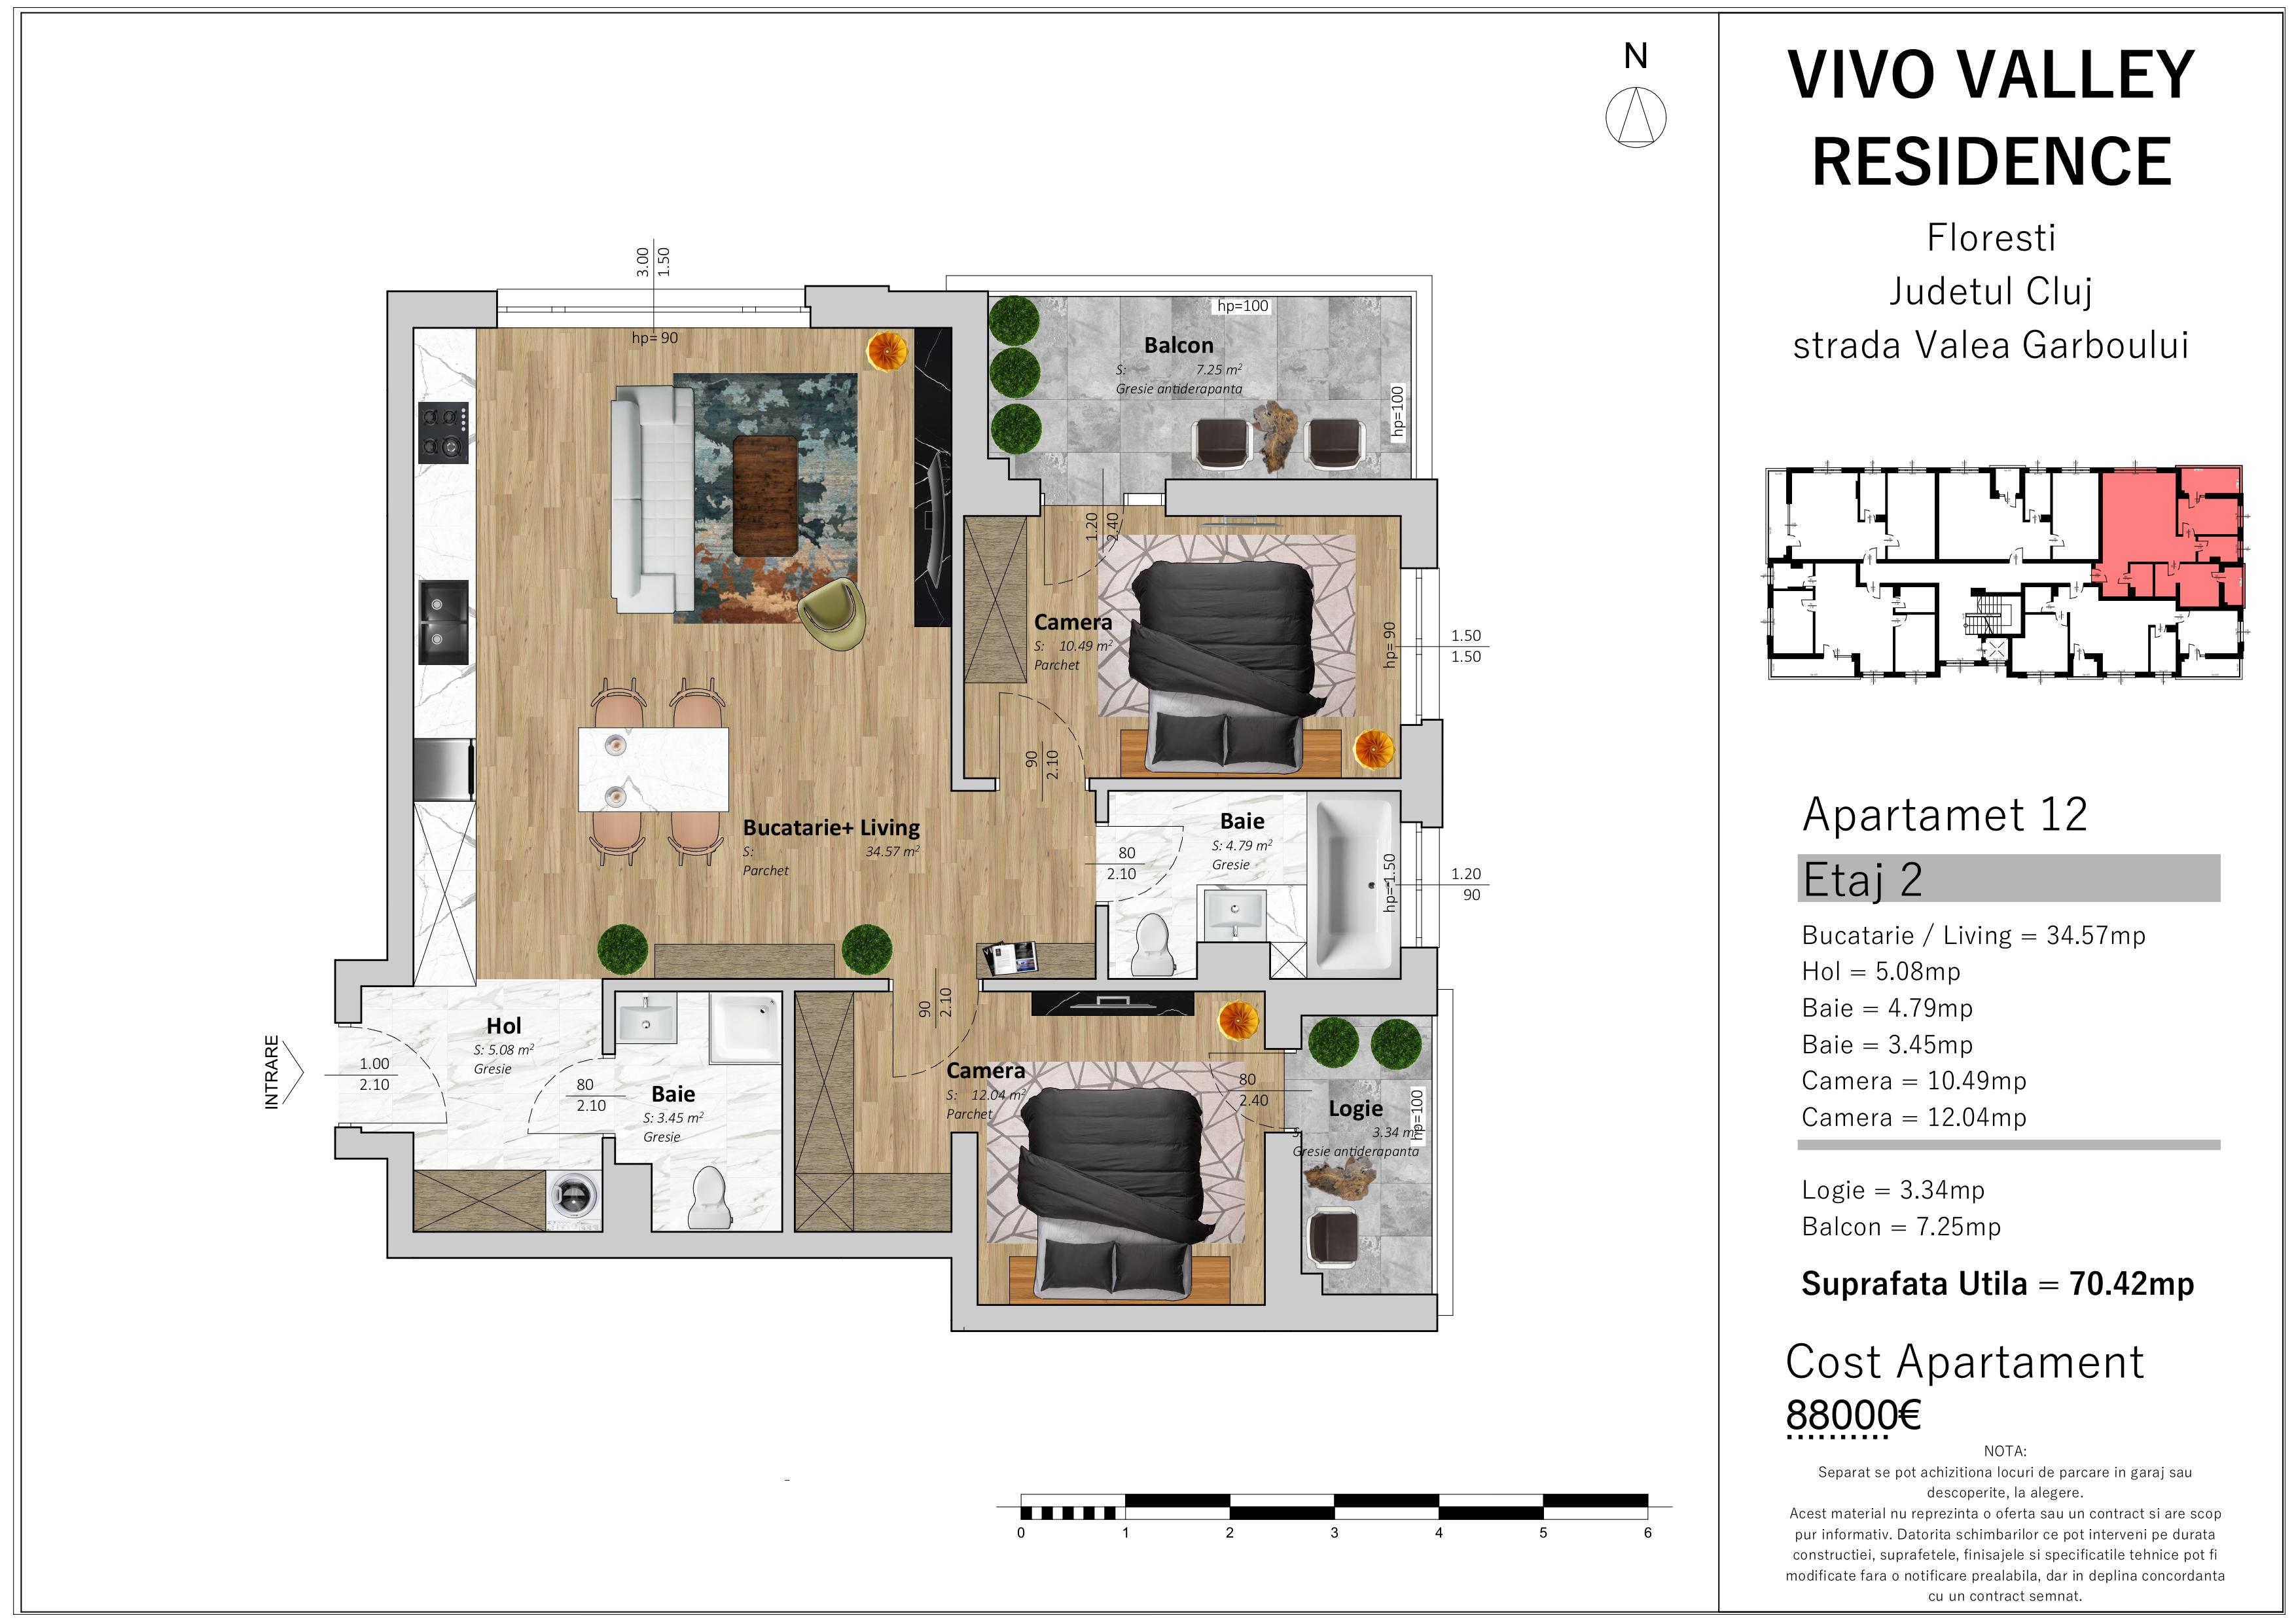 N
VIVO VALLEY
RESIDENCE
Floresti
Judetul Cluj
strada Valea Garboului
3.00
1.50
hp= 90
hp=100
Balcon
S: 7.25 m²
Gresie antiderapanta
hp=100
1.20
2.40
Camera
S: 10.49 m²
Parchet
hp= 90
1.50
1.50
90
2.10
Bucatarie+ Living
S: 34.57 m²
Parchet
Baie
S: 4.79 m²
Gresie
80
2.10
hp=1.50
1.20
90
INTRARE
1.00
2.10
Hol
S: 5.08 m²
Gresie
80
2.10
Baie
S: 3.45 m²
Gresie
90
2.10
Camera
S: 12.04 m²
Parchet
80
2.40
Logie
S: 3.34 m²
Gresie antiderapanta
hp=100
0 1 2 3 4 5 6
Apartamet 12
Etaj 2
Bucatarie / Living = 34.57mp
Hol = 5.08mp
Baie = 4.79mp
Baie = 3.45mp
Camera = 10.49mp
Camera = 12.04mp
Logie = 3.34mp
Balcon = 7.25mp
Suprafata Utila = 70.42mp
Cost Apartament
88000€
NOTA:
Separat se pot achizitiona locuri de parcare in garaj sau
descoperite, la alegere.
Acest material nu reprezinta o oferta sau un contract si are scop
pur informativ. Datorita schimbarilor ce pot interveni pe durata
constructiei, suprafetele, finisajele si specificatile tehnice pot fi
modificate fara o notificare prealabila, dar in deplina concordanta
cu un contract semnat.